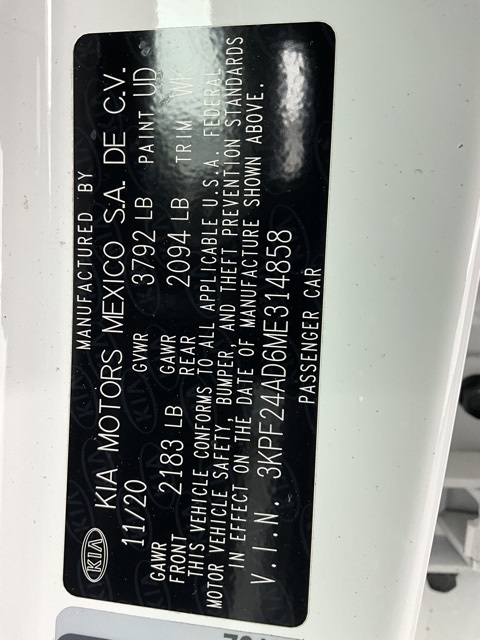 MANUFACTURED BY
KIA KIA MOTORS MEXICO S.A. DE C.V.
11/20 GVWR 3792 LB PAINT UD
GAWR FRONT 2183 LB GAWR REAR 2094 LB TRIM WK
THIS VEHICLE CONFORMS TO ALL APPLICABLE U.S.A. FEDERAL
MOTOR VEHICLE SAFETY, BUMPER, AND THEFT PREVENTION STANDARDS
IN EFFECT ON THE DATE OF MANUFACTURE SHOWN ABOVE.
V.I.N. 3KPF24AD6ME314858
PASSENGER CAR